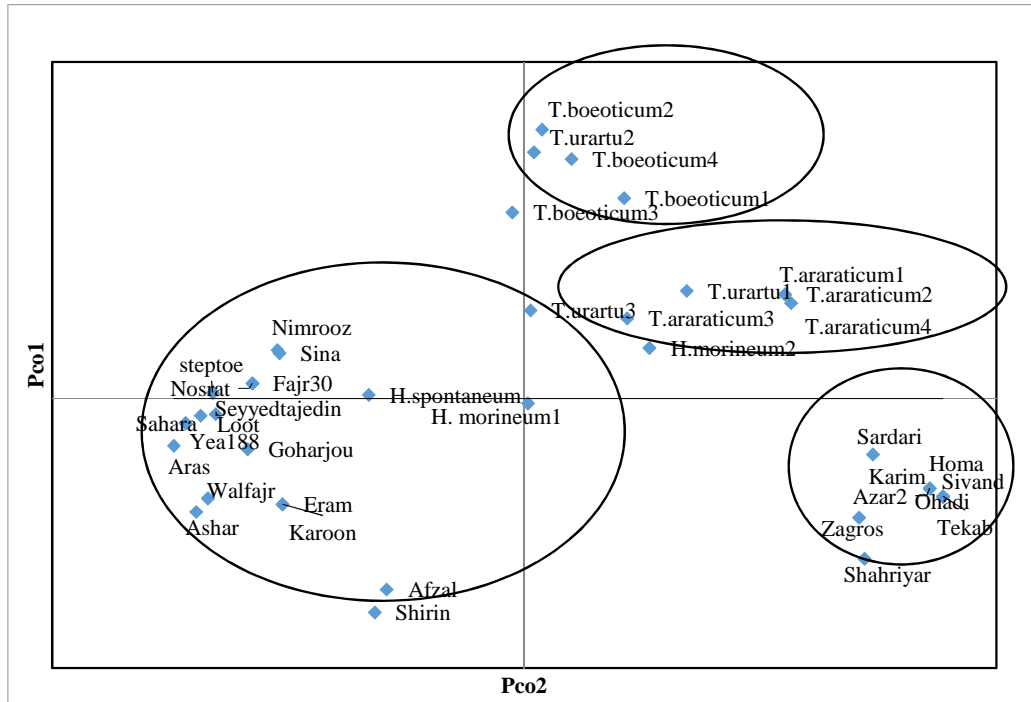 T.boeoticum2
T.urartu2
T.boeoticum4
T.boeoticum1
T.boeoticum3
T.araraticum1
T.urartu1
T.araraticum2
T.urartu3
T.araraticum3
T.araraticum4
Nimrooz
Sina
H.morineum2
steptoe
Nosrat
Fajr30
H.spontaneum
Seyyedtajedin
H. morineum1
Sahara
Loot
Yea188
Goharjou
Aras
Sardari
Homa
Karim
Sivand
Walfajr
Eram
Azar2
Ohadi
Ashar
Karoon
Zagros
Tekab
Shahriyar
Afzal
Shirin
Pco1
Pco2